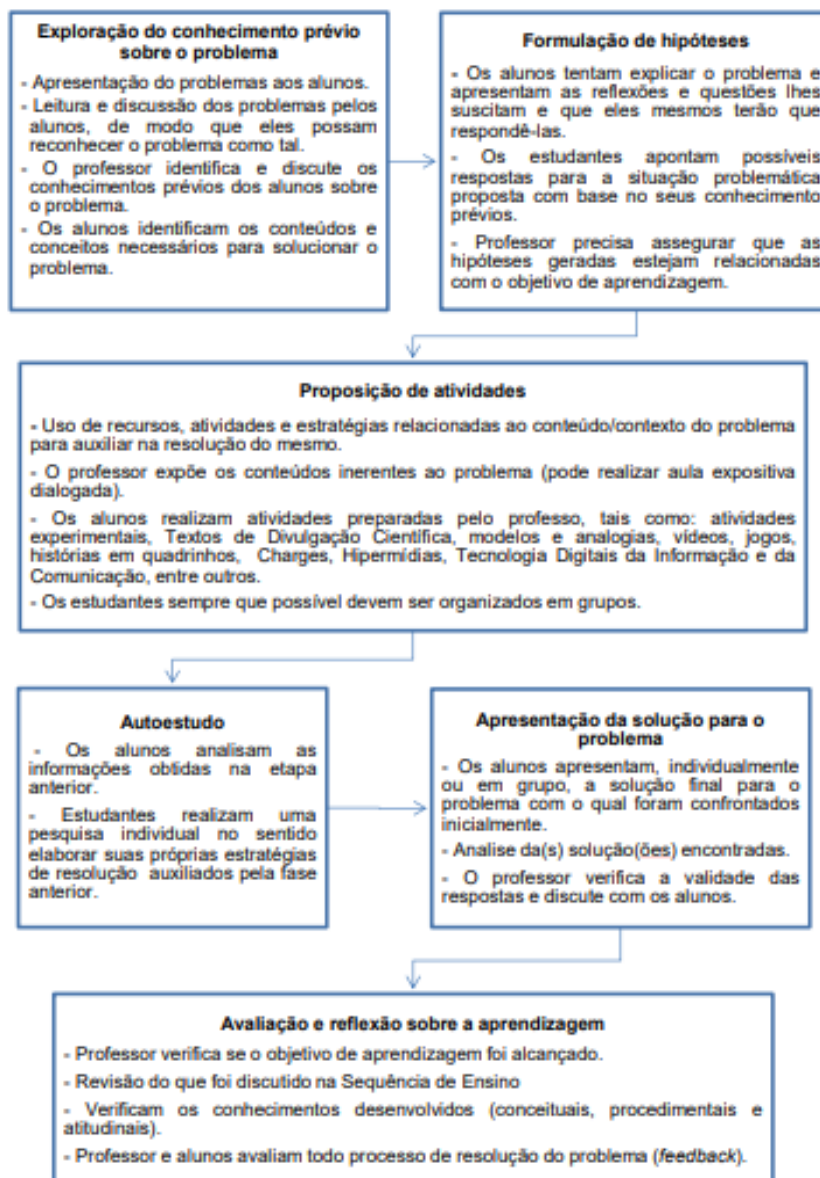 Exploração do conhecimento prévio
sobre o problema
- Apresentação do problemas aos alunos.
- Leitura e discussão dos problemas pelos
alunos, de modo que eles possam
reconhecer o problema como tal.
- O professor identifica e discute os
conhecimentos prévios dos alunos sobre
o problema.
- Os alunos identificam os conteúdos e
conceitos necessários para solucionar o
problema.
Formulação de hipóteses
- Os alunos tentam explicar o problema e
apresentam as reflexões e questões lhes
suscitam e que eles mesmos terão que
respondê-las.
- Os estudantes apontam possíveis
respostas para a situação problemática
proposta com base no seus conhecimento
prévios.
- Professor precisa assegurar que as
hipóteses geradas estejam relacionadas
com o objetivo de aprendizagem.
Proposição de atividades
- Uso de recursos, atividades e estratégias relacionadas ao conteúdo/contexto do problema
para auxiliar na resolução do mesmo.
- O professor expõe os conteúdos inerentes ao problema (pode realizar aula expositiva
dialogada).
- Os alunos realizam atividades preparadas pelo professo, tais como: atividades
experimentais, Textos de Divulgação Científica, modelos e analogias, vídeos, jogos,
histórias em quadrinhos, Charges, Hipermídias, Tecnologia Digitais da Informação e da
Comunicação, entre outros.
- Os estudantes sempre que possível devem ser organizados em grupos.
Autoestudo
- Os alunos analisam as
informações obtidas na etapa
anterior.
- Estudantes realizam uma
pesquisa individual no sentido
elaborar suas próprias estratégias
de resolução auxiliados pela fase
anterior.
Apresentação da solução para o
problema
- Os alunos apresentam, individualmente
ou em grupo, a solução final para o
problema com o qual foram confrontados
inicialmente.
- Analise da(s) solução(ões) encontradas.
- O professor verifica a validade das
respostas e discute com os alunos.
Avaliação e reflexão sobre a aprendizagem
- Professor verifica se o objetivo de aprendizagem foi alcançado.
- Revisão do que foi discutido na Sequência de Ensino
- Verificam os conhecimentos desenvolvidos (conceituais, procedimentais e
atitudinais).
- Professor e alunos avaliam todo processo de resolução do problema (feedback).